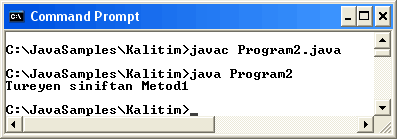 Command Prompt
C:\JavaSamples\Kalitim>javac Program2.java
C:\JavaSamples\Kalitim>java Program2
Tureyen siniftan Metod1
C:\JavaSamples\Kalitim>_